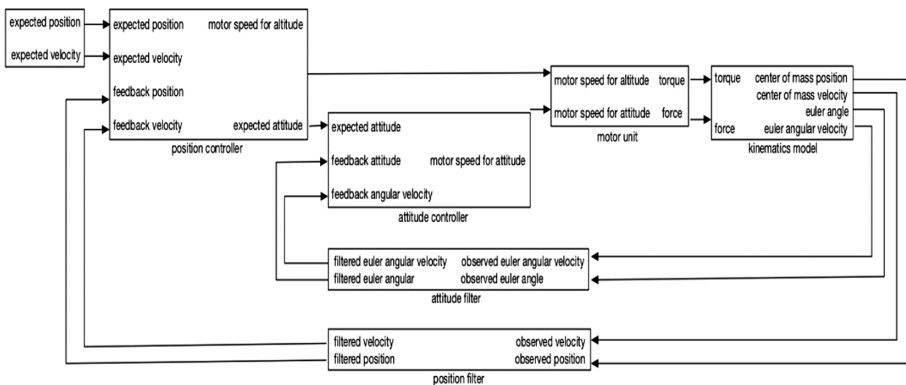 expected position
expected velocity
expected position motor speed for altitude
expected velocity
feedback position
feedback velocity expected attitude
position controller
expected attitude
feedback attitude motor speed for attitude
feedback angular velocity
attitude controller
motor speed for altitude torque
motor speed for attitude force
motor unit
torque center of mass position
center of mass velocity
euler angle
force euler angular velocity
kinematics model
filtered euler angular velocity observed euler angular velocity
filtered euler angular observed euler angle
attitude filter
filtered velocity observed velocity
filtered position observed position
position filter